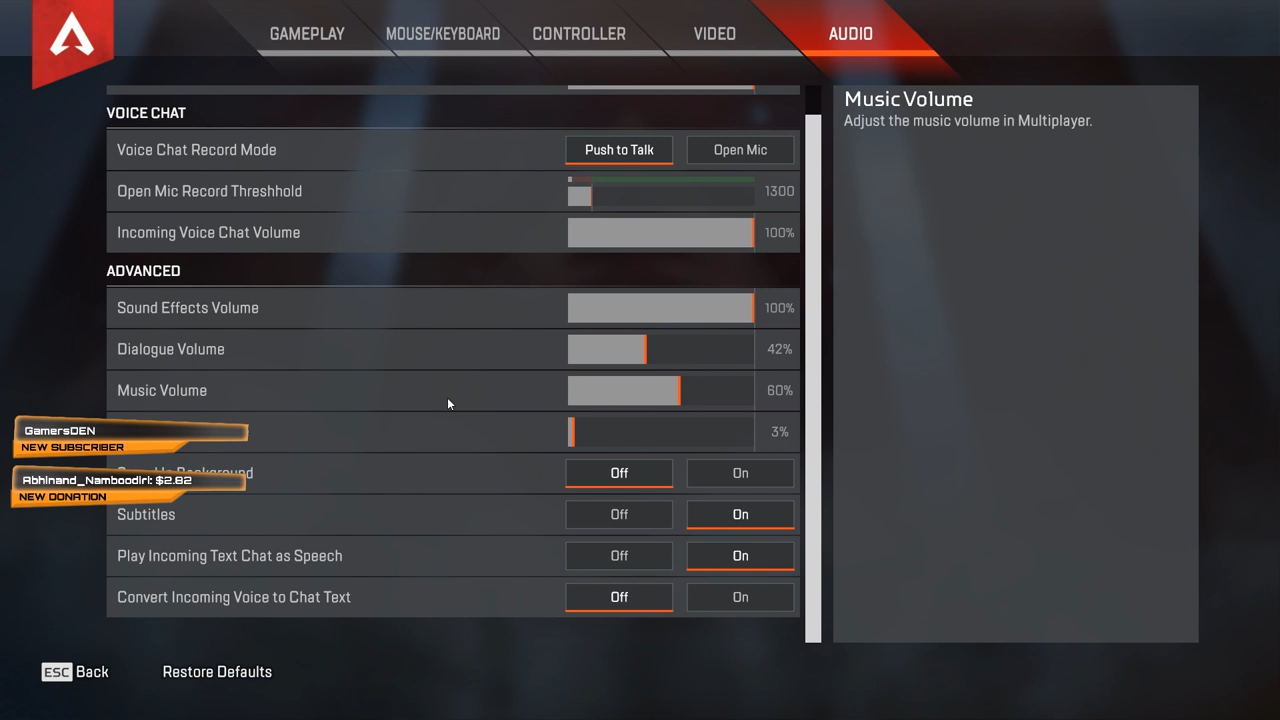 GAMEPLAY MOUSE/KEYBOARD CONTROLLER VIDEO AUDIO
Music Volume
Adjust the music volume in Multiplayer.
VOICE CHAT
Voice Chat Record Mode Push to Talk Open Mic
Open Mic Record Threshhold 1300
Incoming Voice Chat Volume 100%
ADVANCED
Sound Effects Volume 100%
Dialogue Volume 42%
Music Volume 60%
3%
GamersDEN
NEW SUBSCRIBER
Background Off On
Abhinand_Namboodiri: $2.82
NEW DONATION
Subtitles Off On
Play Incoming Text Chat as Speech Off On
Convert Incoming Voice to Chat Text Off On
ESC Back Restore Defaults